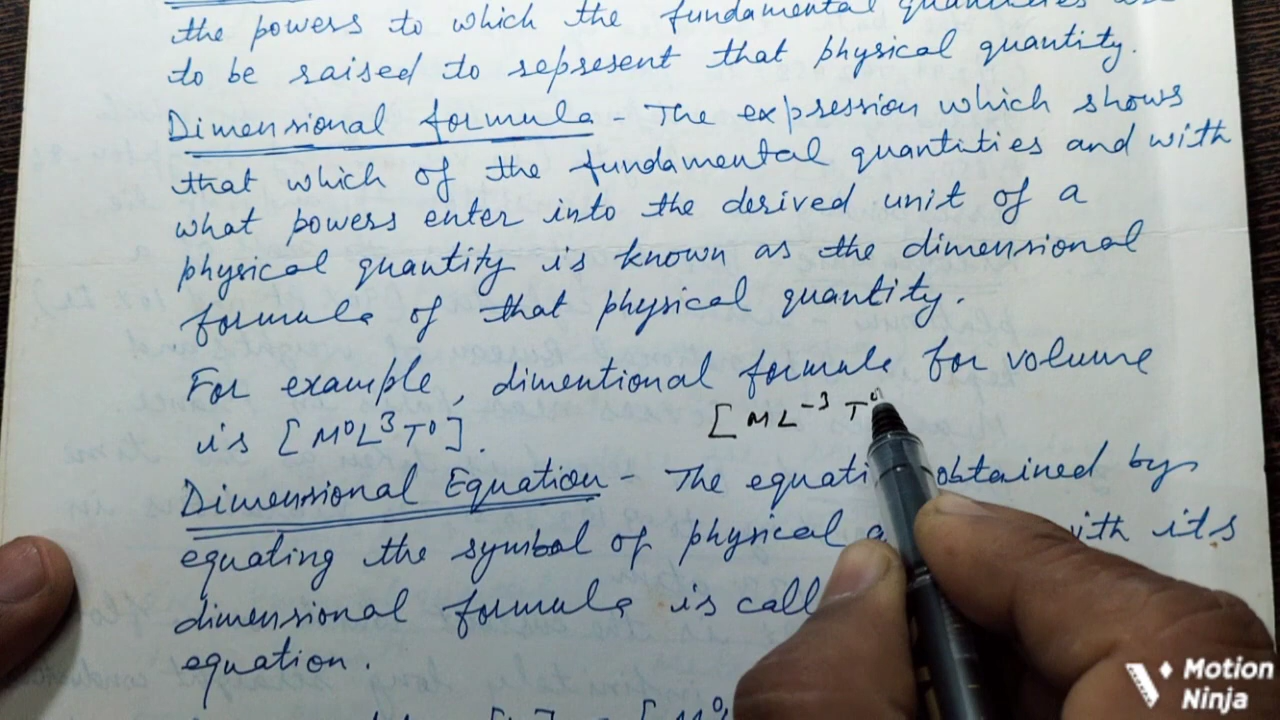 the powers to which the fundamental quantities are
to be raised to represent that physical quantity.
Dimensional formula - The expression which shows
that which of the fundamental quantities and with
what powers enter into the derived unit of a
physical quantity is known as the dimensional
formula of that physical quantity.
For example, dimentional formula for volume
is [M⁰L³T⁰].
[ML⁻³ T⁰
Dimensional Equation - The equati obtained by
equating the symbol of physical with its
dimensional formula is call
equation.
Motion
Ninja